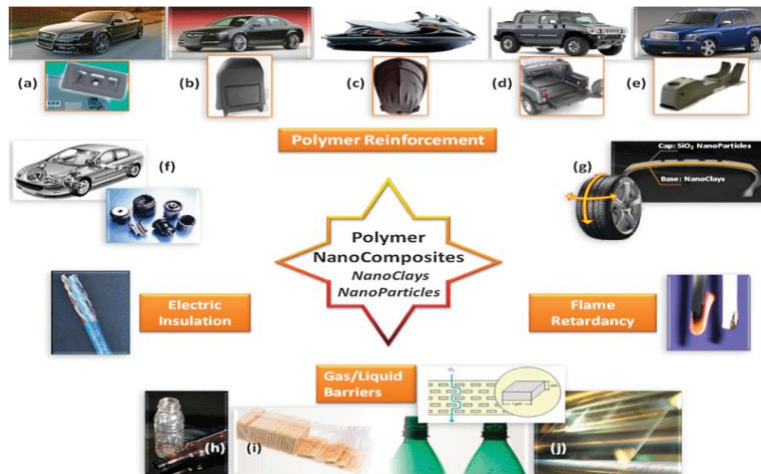 (a)
(b)
(c)
(d)
(e)
Polymer Reinforcement
(f)
(g)
Cap: SiO₂ NanoParticles
Base: NanoClays
Polymer
NanoComposites
NanoClays
NanoParticles
Electric
Insulation
Flame
Retardancy
Gas/Liquid
Barriers
(h)
(i)
(j)